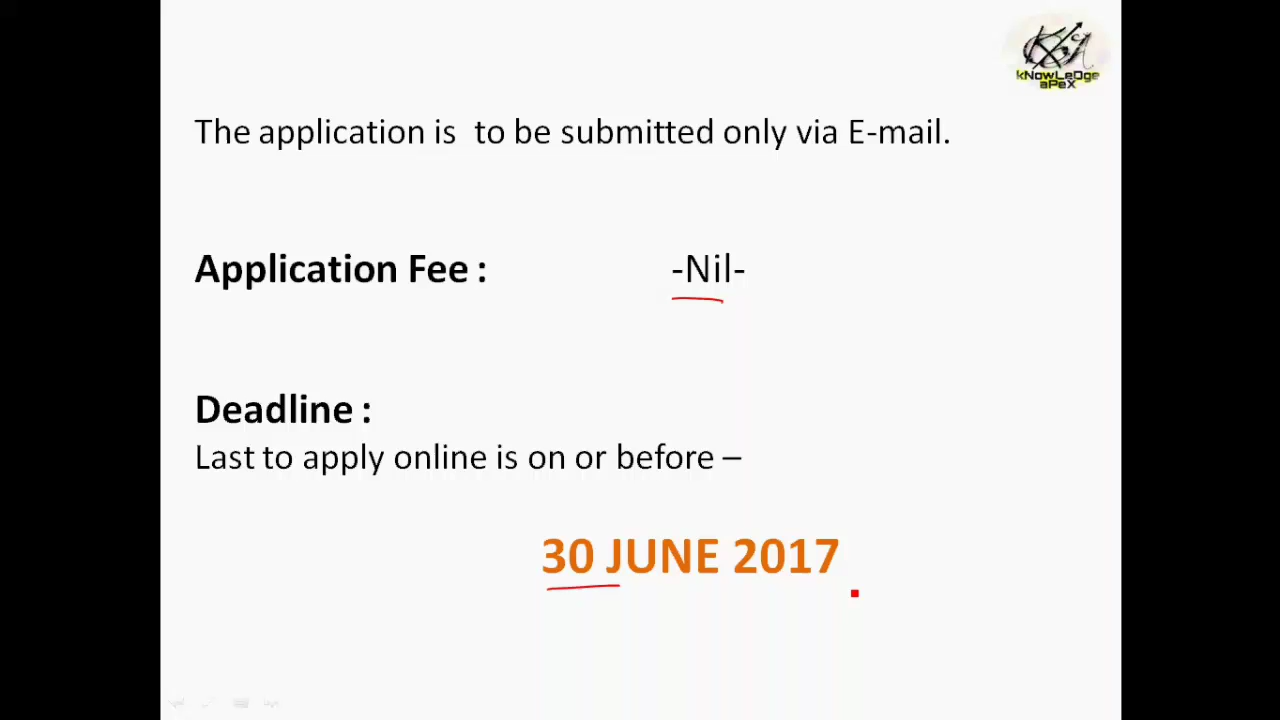 kNowLeDge
aPeX
The application is to be submitted only via E-mail.
Application Fee : -Nil-
Deadline :
Last to apply online is on or before –
30 JUNE 2017